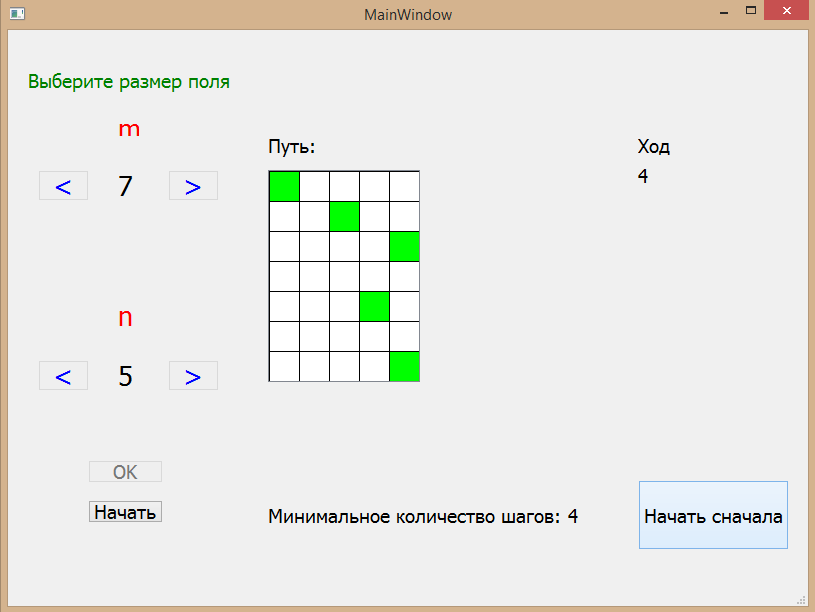 MainWindow
Выберите размер поля
m
< 7 >
n
< 5 >
OK
Начать
Путь:
Ход
4
Минимальное количество шагов: 4
Начать сначала